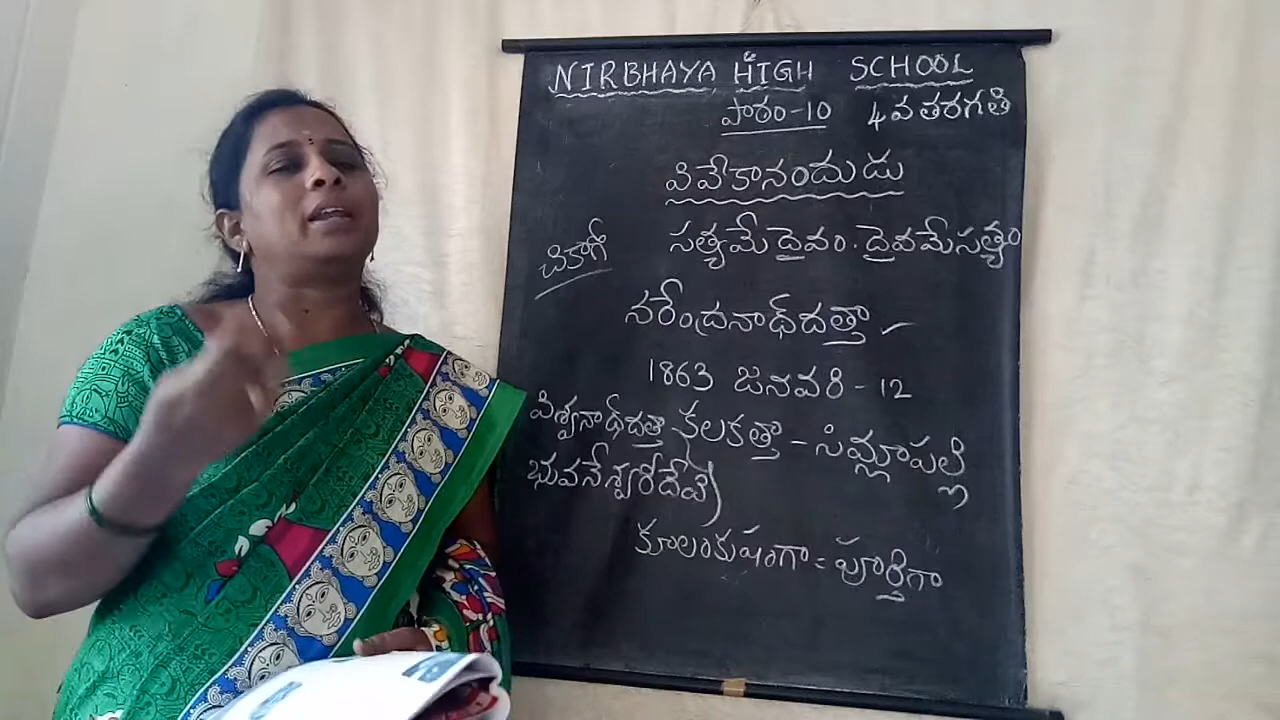 NIRBHAYA HIGH SCHOOL
శ్రీ
పాఠం-10 4వ తరగతి
వివేకానందుడు
సత్యమే దైవం. దైవమే సత్యం
చికాగో
నరేంద్రనాథ్ దత్తా -
1863 జనవరి - 12
విశ్వనాథ్ దత్తా కలకత్తా - సిమ్లాపల్లి
భువనేశ్వరీదేవి)
కూలంకుషంగా = పూర్తిగా